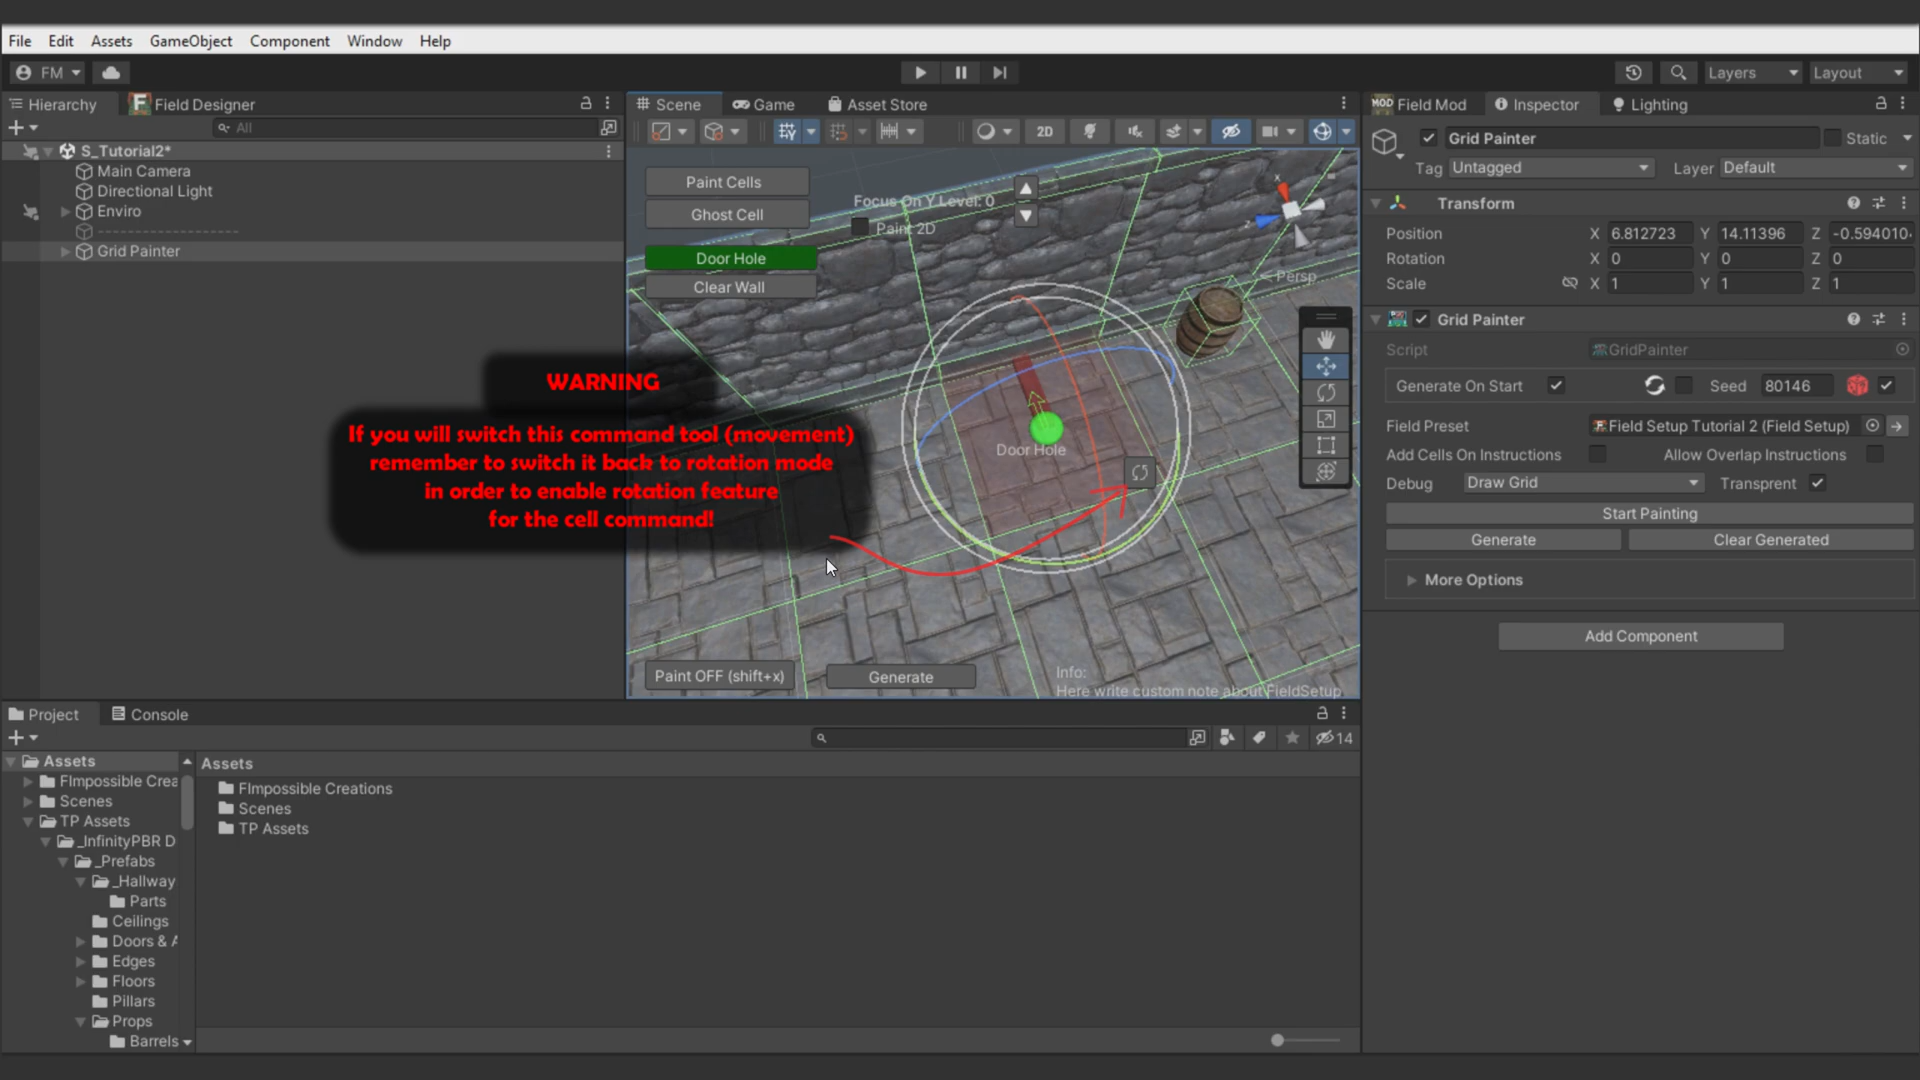 File Edit Assets GameObject Component Window Help
FM
Layers Layout
Hierarchy Field Designer
All
S_Tutorial2*
Main Camera
Directional Light
Enviro
--------------------
Grid Painter
Scene Game Asset Store
2D
Paint Cells
Ghost Cell
Door Hole
Clear Wall
Focus On Y Level: 0
Paint 2D
x
z
Persp
Door Hole
WARNING
If you will switch this command tool (movement)
remember to switch it back to rotation mode
in order to enable rotation feature
for the cell command!
Paint OFF (shift+x) Generate
Info:
Here write custom note about FieldSetup
MOD Field Mod Inspector Lighting
Grid Painter Static
Tag Untagged Layer Default
Transform
Position X 6.812723 Y 14.11396 Z -0.594010
Rotation X 0 Y 0 Z 0
Scale X 1 Y 1 Z 1
Grid Painter
Script GridPainter
Generate On Start Seed 80146
Field Preset Field Setup Tutorial 2 (Field Setup)
Add Cells On Instructions Allow Overlap Instructions
Debug Draw Grid Transprent
Start Painting
Generate Clear Generated
More Options
Add Component
Project Console
14
Assets
FImpossible Crea
Scenes
TP Assets
_InfinityPBR D
_Prefabs
_Hallway
Parts
Ceilings
Doors & A
Edges
Floors
Pillars
Props
Barrels
Assets
FImpossible Creations
Scenes
TP Assets